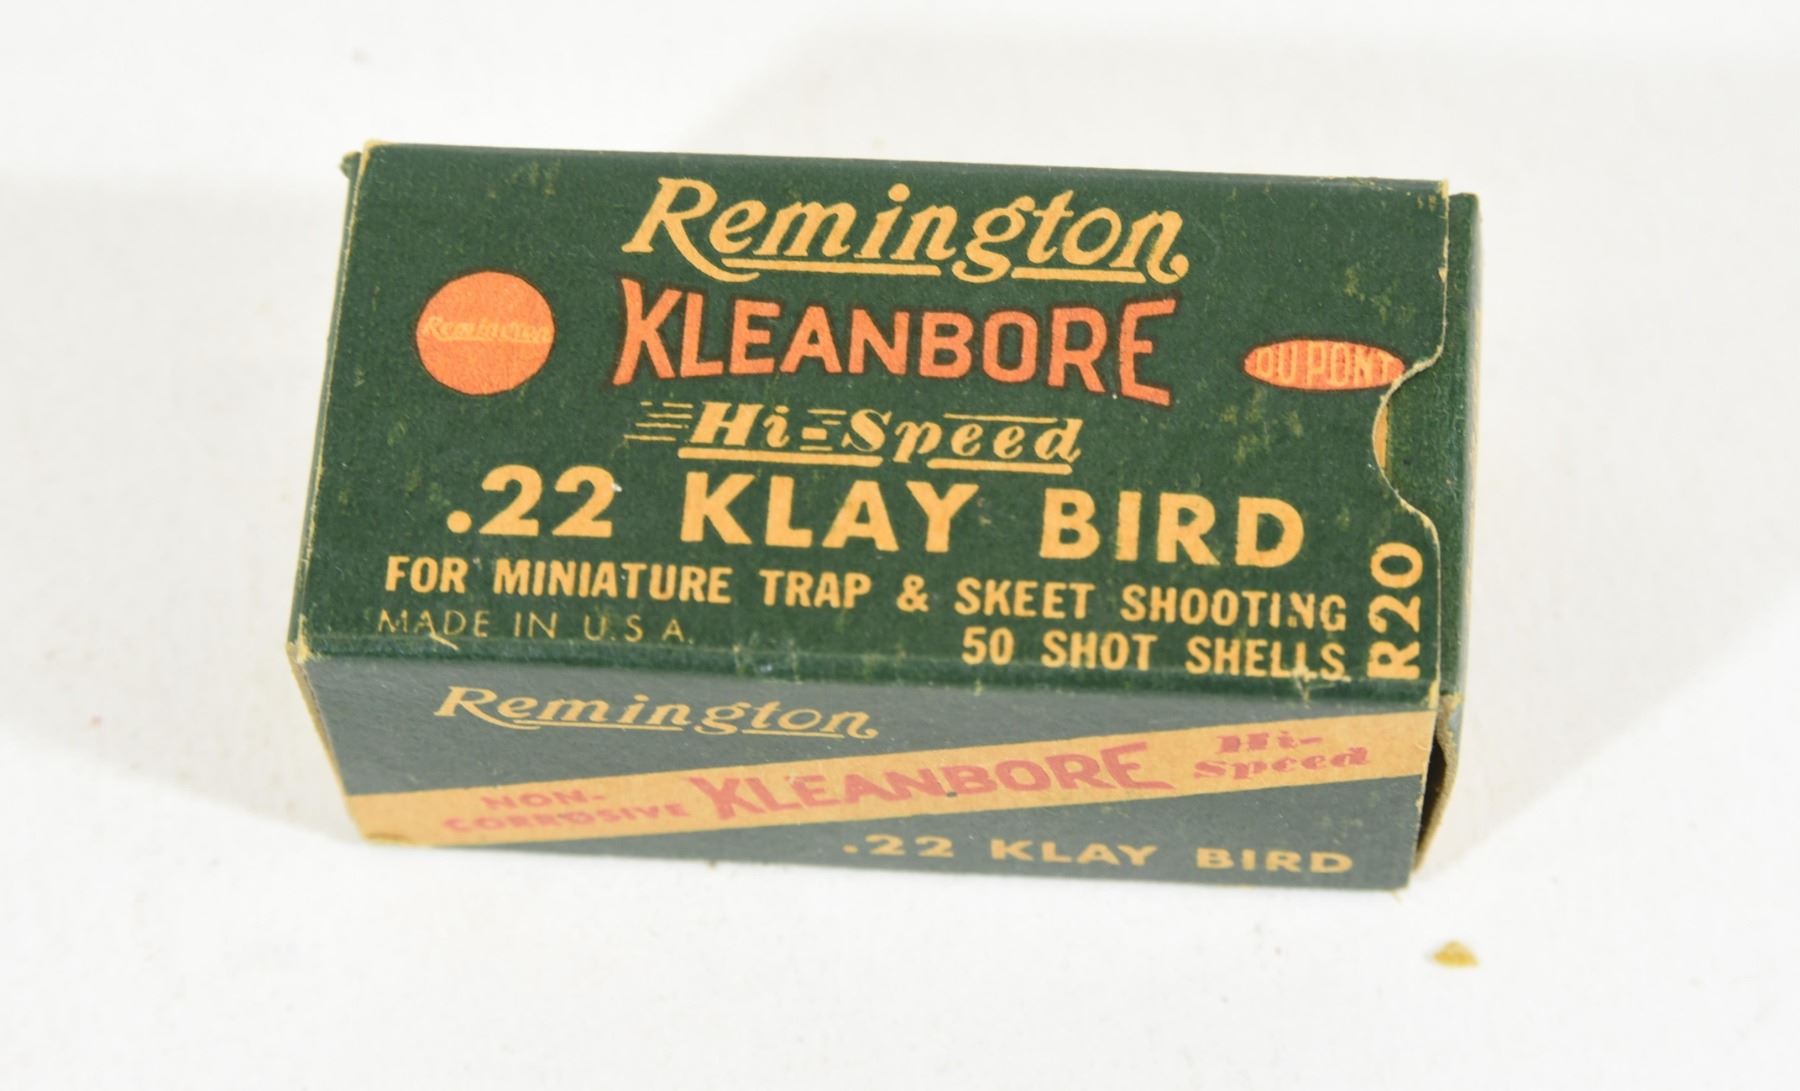 Remington
KLEANBORE
Remington
DU PONT
Hi-Speed
.22 KLAY BIRD
FOR MINIATURE TRAP & SKEET SHOOTING
MADE IN U.S.A.
50 SHOT SHELLS
R20
Remington
NON-
CORROSIVE KLEANBORE Hi-
Speed
.22 KLAY BIRD